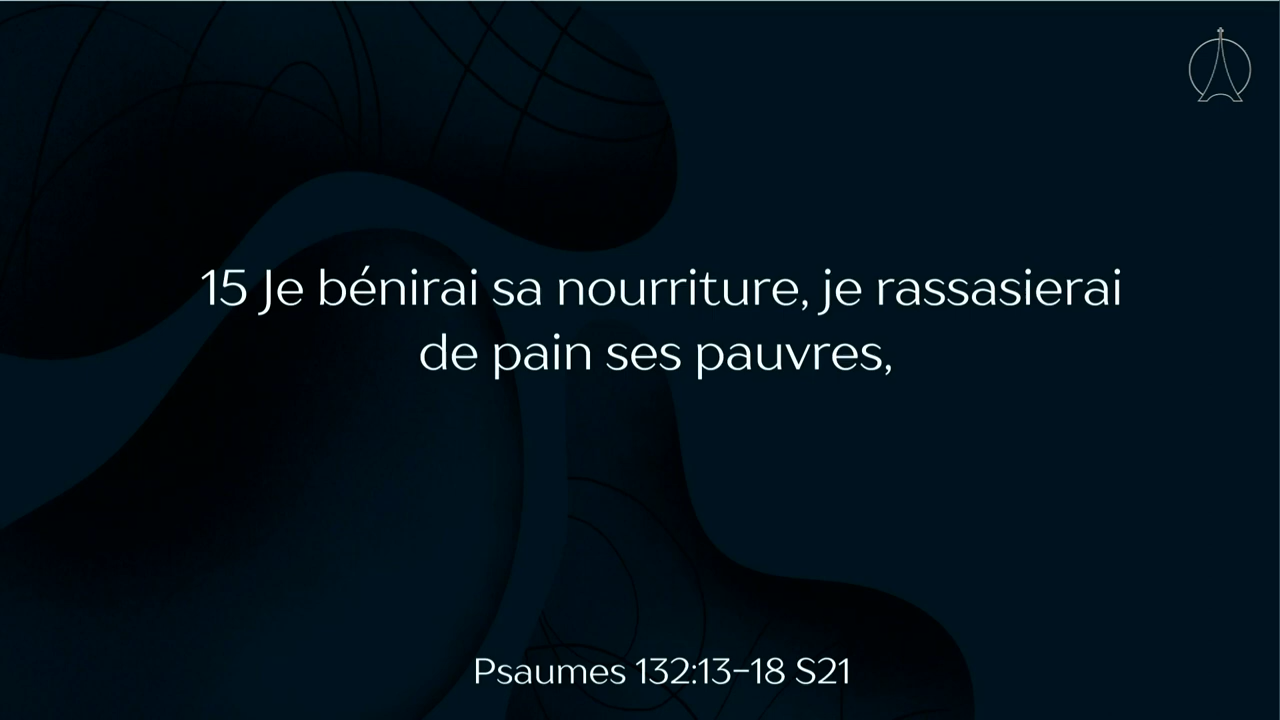 15 Je bénirai sa nourriture, je rassasierai
de pain ses pauvres,
Psaumes 132:13–18 S21